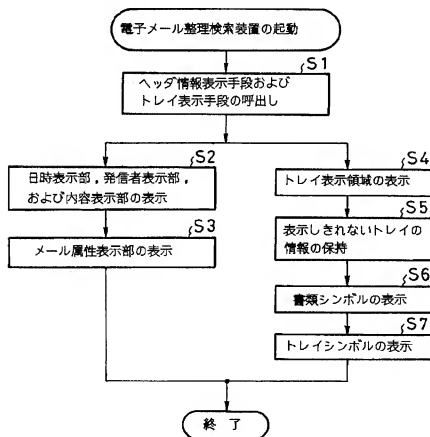 電子メール整理検索装置の起動
S1
ヘッダ情報表示手段および
トレイ表示手段の呼出し
S2
日時表示部,発信者表示部,
および内容表示部の表示
S3
メール属性表示部の表示
S4
トレイ表示領域の表示
S5
表示しきれないトレイの
情報の保持
S6
書類シンボルの表示
S7
トレイシンボルの表示
終了